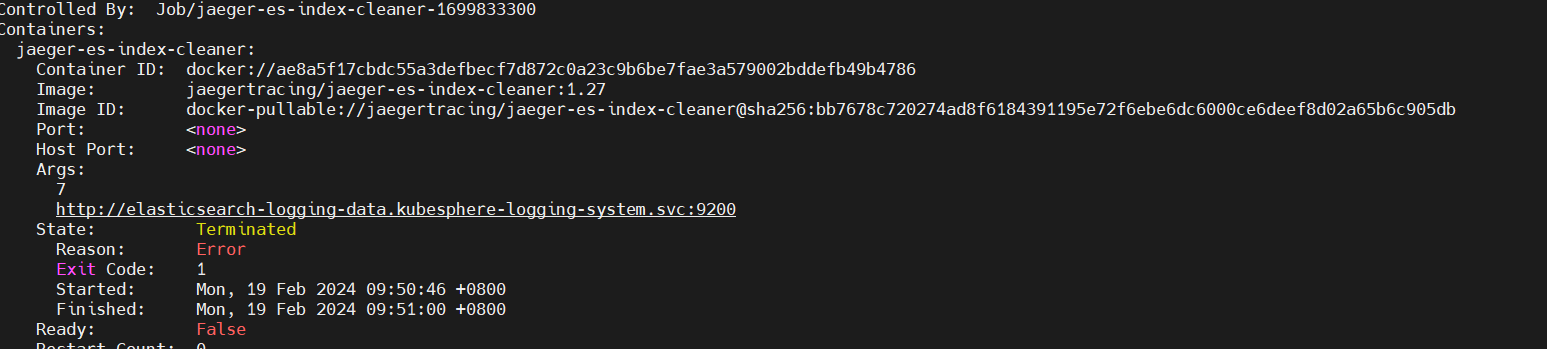 Controlled By:  Job/jaeger-es-index-cleaner-1699833300
Containers:
  jaeger-es-index-cleaner:
    Container ID:  docker://ae8a5f17cbdc55a3defbecf7d872c0a23c9b6be7fae3a579002bddefb49b4786
    Image:         jaegertracing/jaeger-es-index-cleaner:1.27
    Image ID:      docker-pullable://jaegertracing/jaeger-es-index-cleaner@sha256:bb7678c720274ad8f6184391195e72f6ebe6dc6000ce6deef8d02a65b6c905db
    Port:          <none>
    Host Port:     <none>
    Args:
      7
      http://elasticsearch-logging-data.kubesphere-logging-system.svc:9200
    State:          Terminated
      Reason:       Error
      Exit Code:    1
      Started:      Mon, 19 Feb 2024 09:50:46 +0800
      Finished:     Mon, 19 Feb 2024 09:51:00 +0800
    Ready:          False
    Restart Count:  0